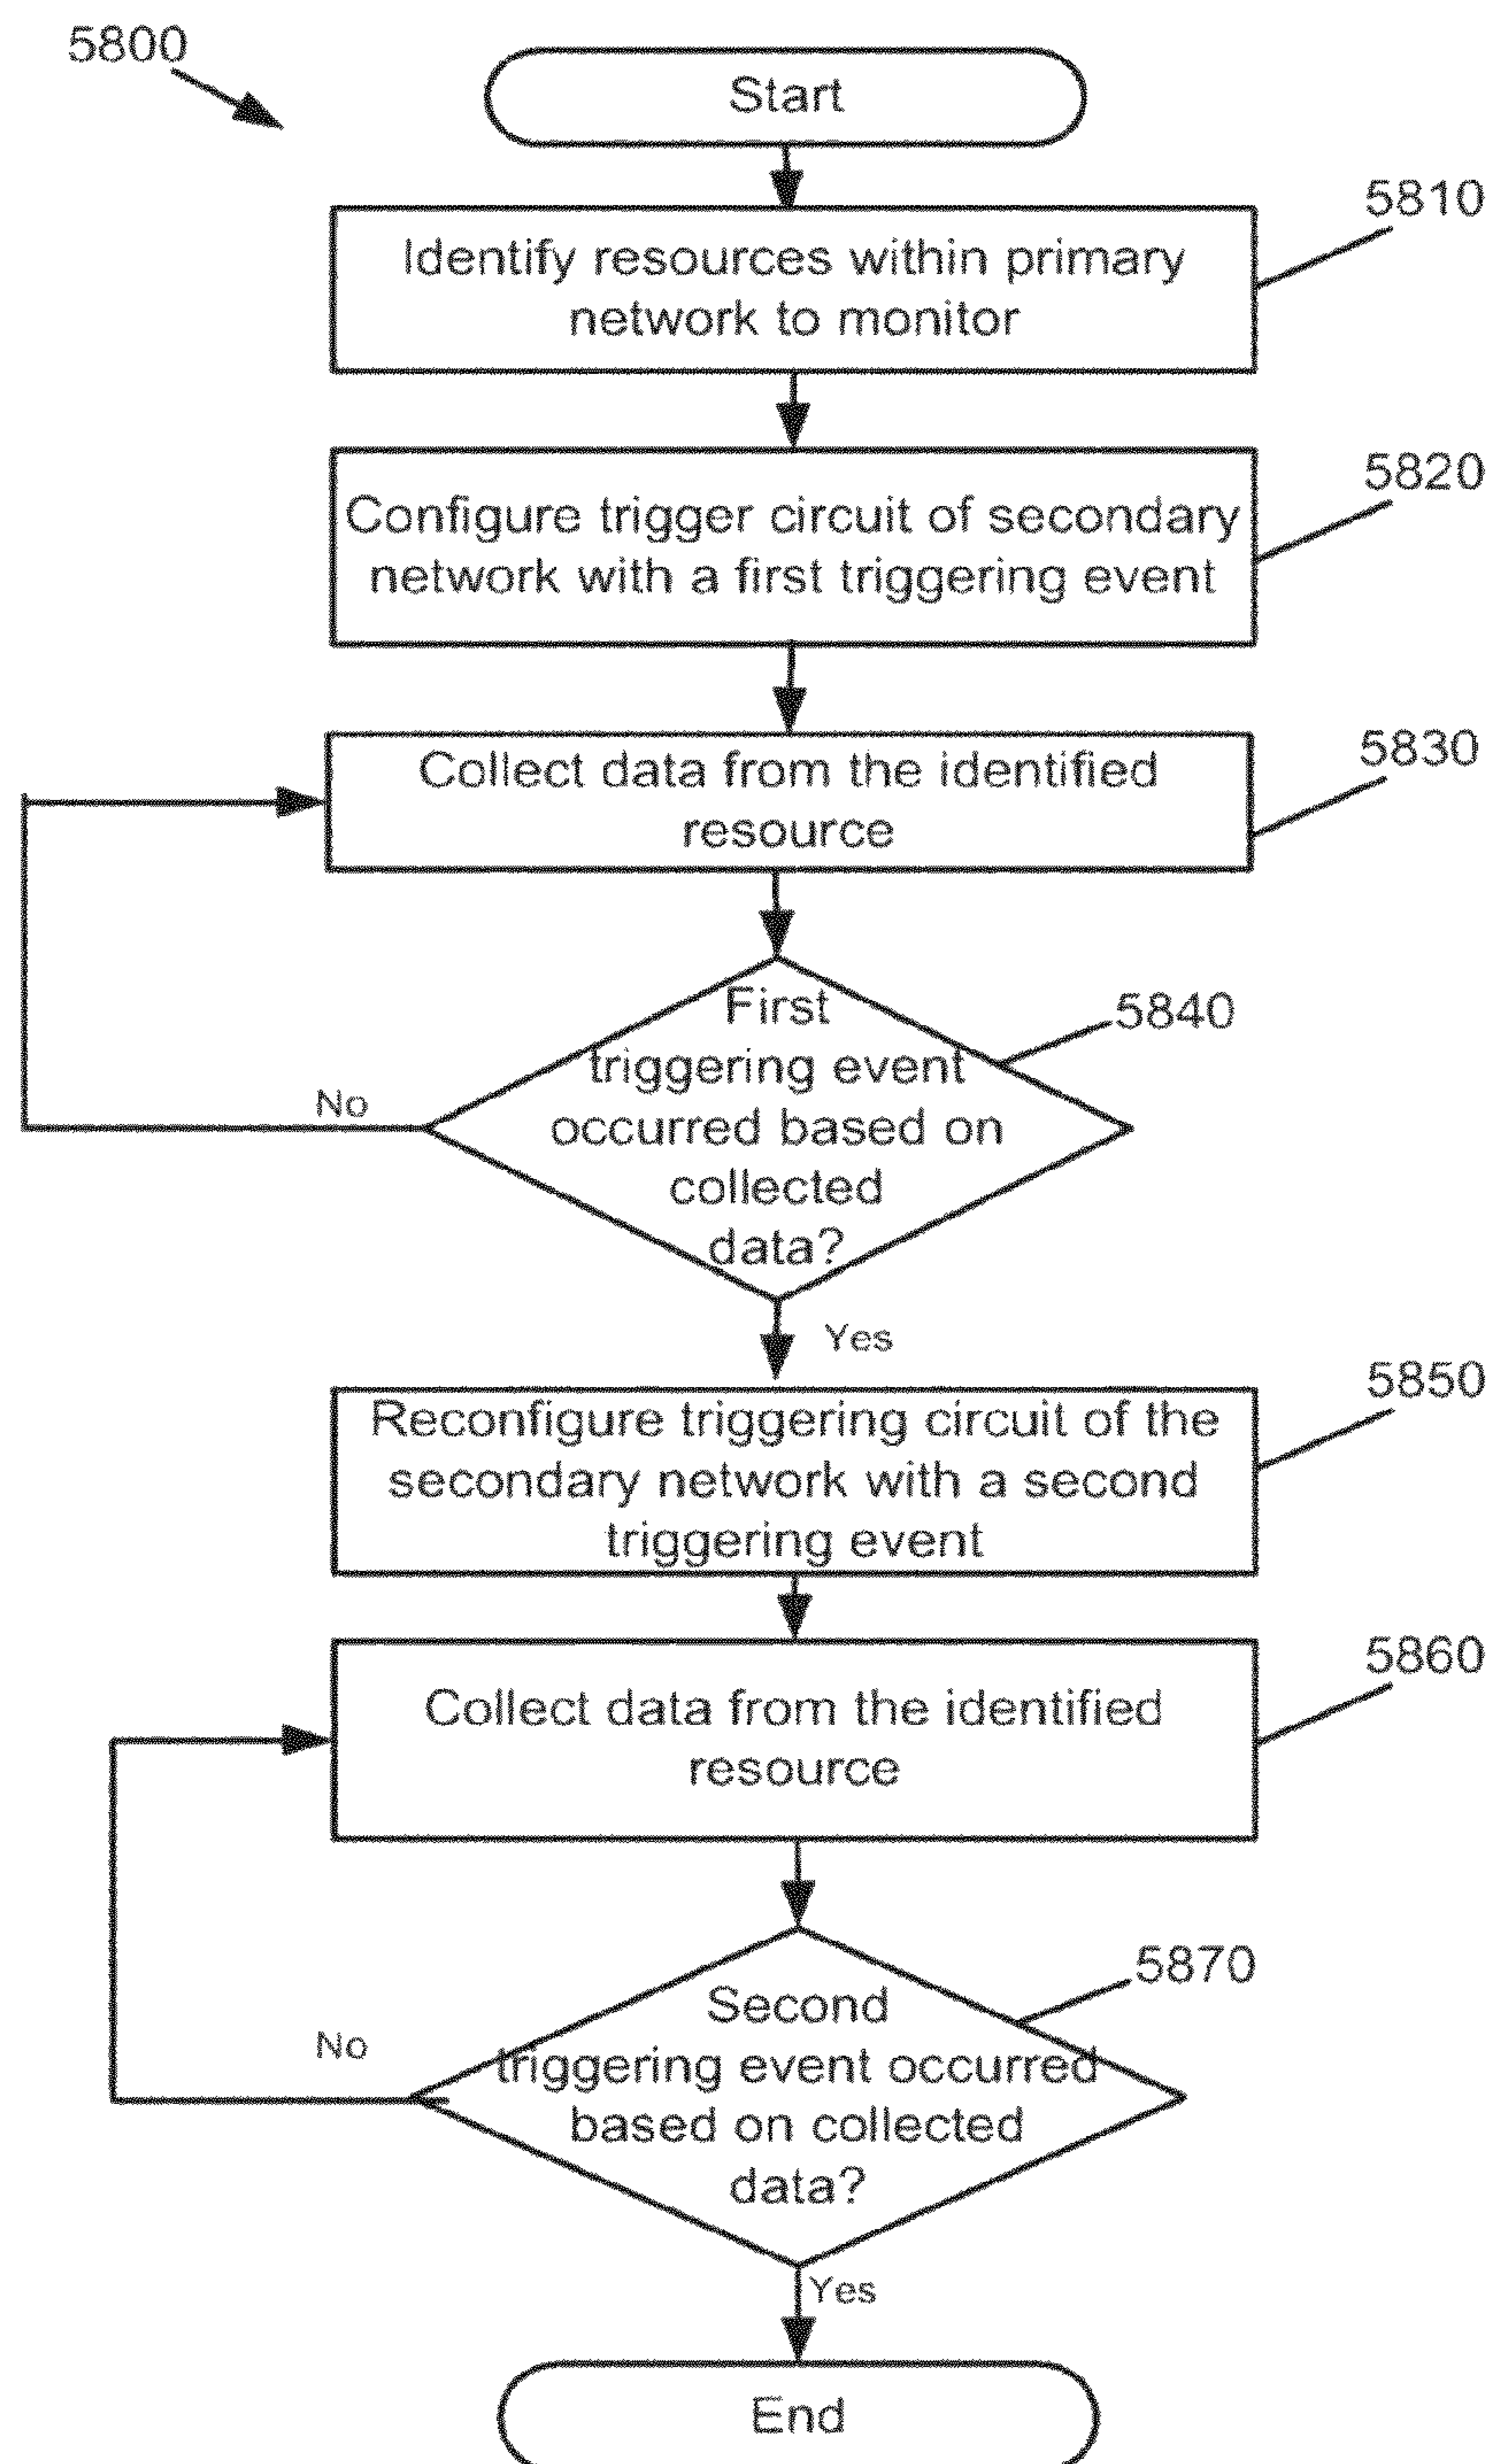 5800
Start
5810
Identify resources within primary
network to monitor
5820
Configure trigger circuit of secondary
network with a first triggering event
5830
Collect data from the identified
resource
5840
First
triggering event
occurred based on
collected
data?
No
Yes
5850
Reconfigure triggering circuit of the
secondary network with a second
triggering event
5860
Collect data from the identified
resource
5870
Second
triggering event occurred
based on collected
data?
No
Yes
End